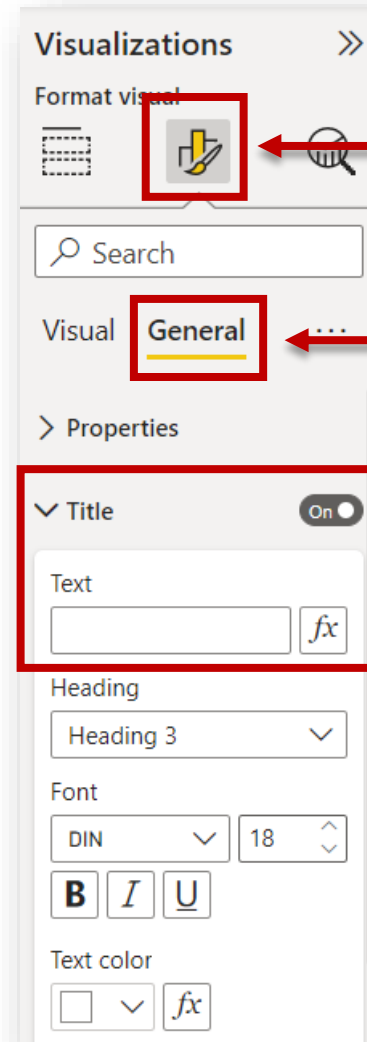 Visualizations
Format visual
Search
Visual General ...
Properties
Title On
Text
fx
Heading
Heading 3
Font
DIN 18
B I U
Text color
fx